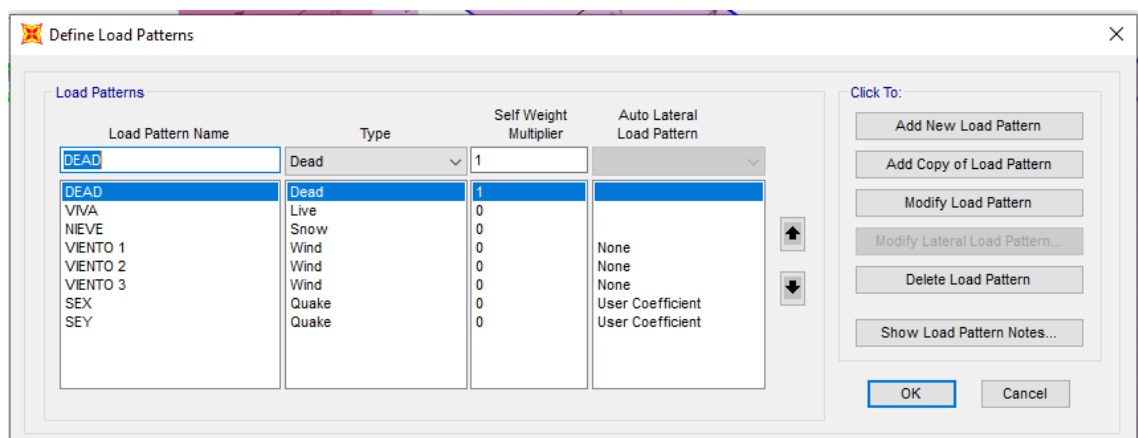 Define Load Patterns
Load Patterns
Click To:
Load Pattern Name Type Self Weight Multiplier Auto Lateral Load Pattern
DEAD Dead 1
DEAD Dead 1
VIVA Live 0
NIEVE Snow 0
VIENTO 1 Wind 0 None
VIENTO 2 Wind 0 None
VIENTO 3 Wind 0 None
SEX Quake 0 User Coefficient
SEY Quake 0 User Coefficient
Add New Load Pattern
Add Copy of Load Pattern
Modify Load Pattern
Modify Lateral Load Pattern...
Delete Load Pattern
Show Load Pattern Notes...
OK Cancel